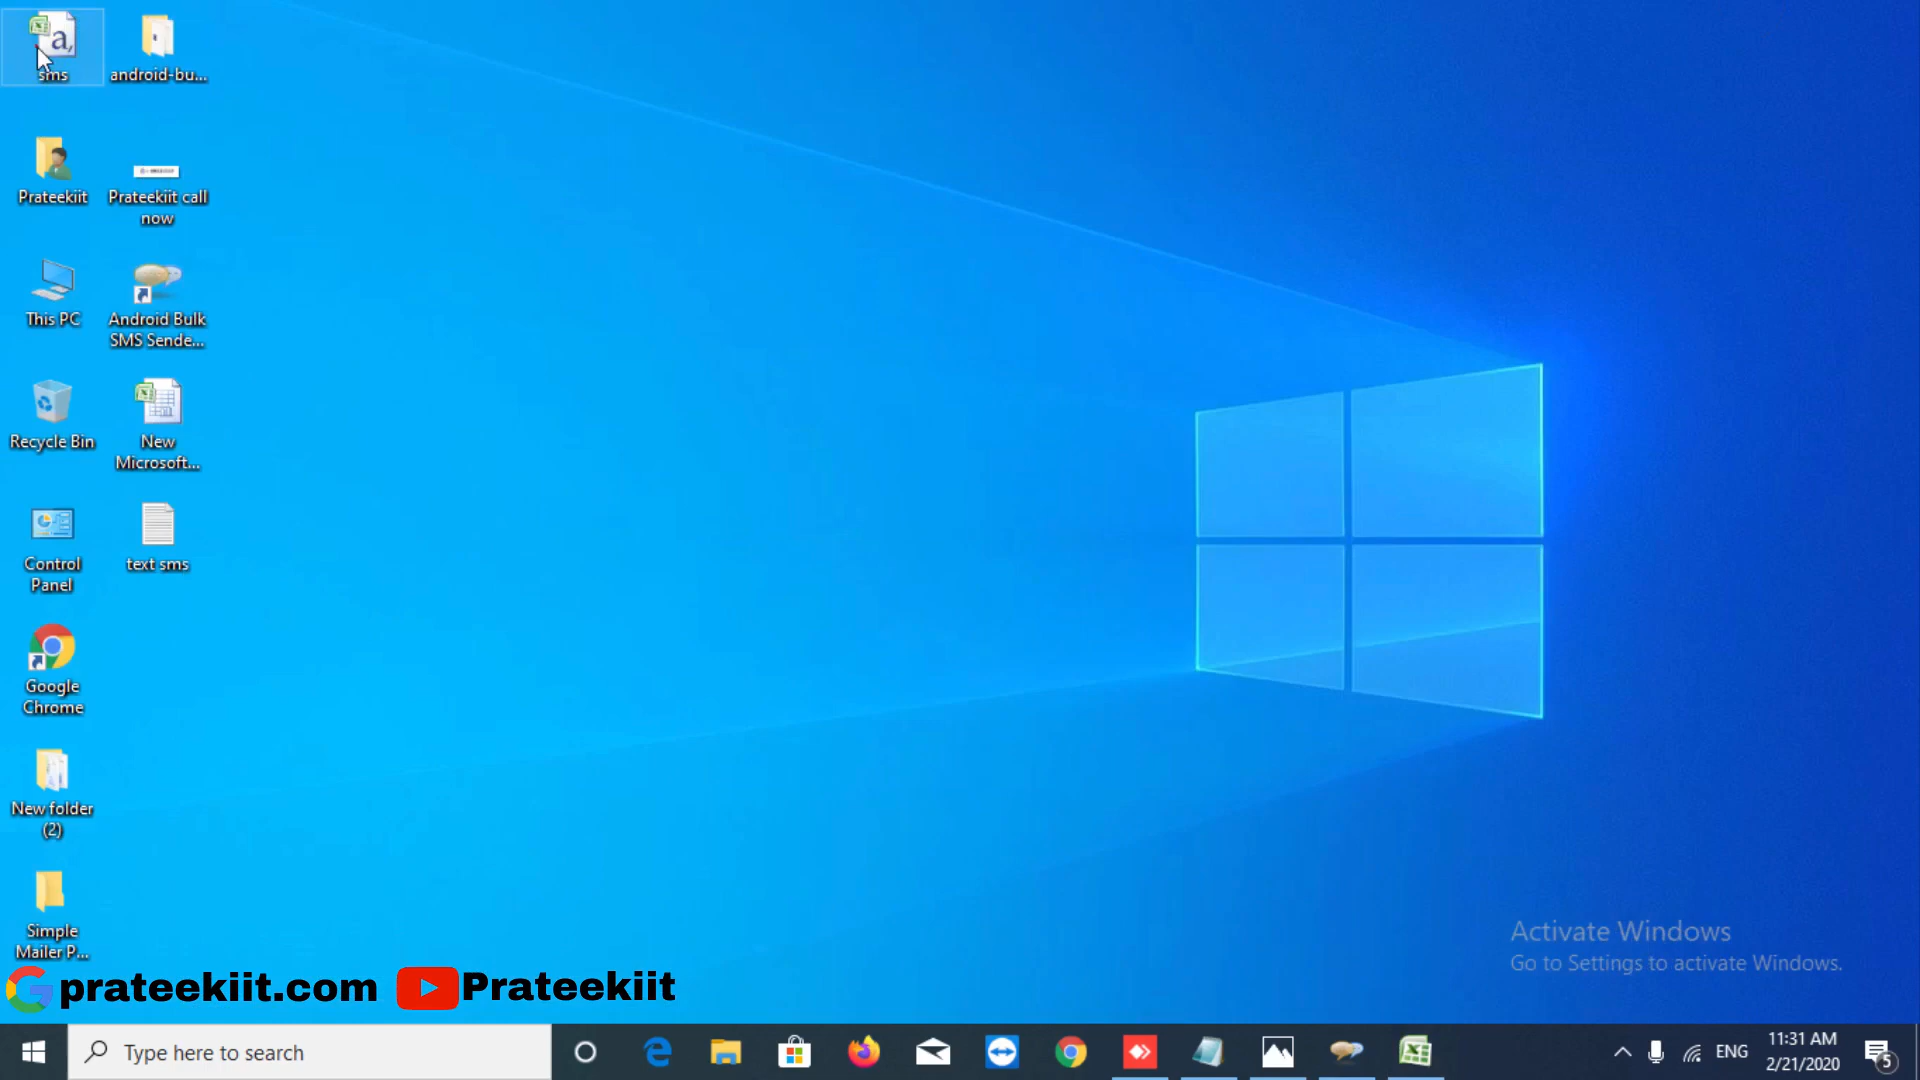 sms
android-bu...
Prateekiit
Prateekiit call
now
This PC
Android Bulk
SMS Sende...
Recycle Bin
New
Microsoft...
Control
Panel
text sms
Google
Chrome
New folder
(2)
Simple
Mailer P...
prateekiit.com Prateekiit
Activate Windows
Go to Settings to activate Windows.
Type here to search
ENG
11:31 AM
2/21/2020
5